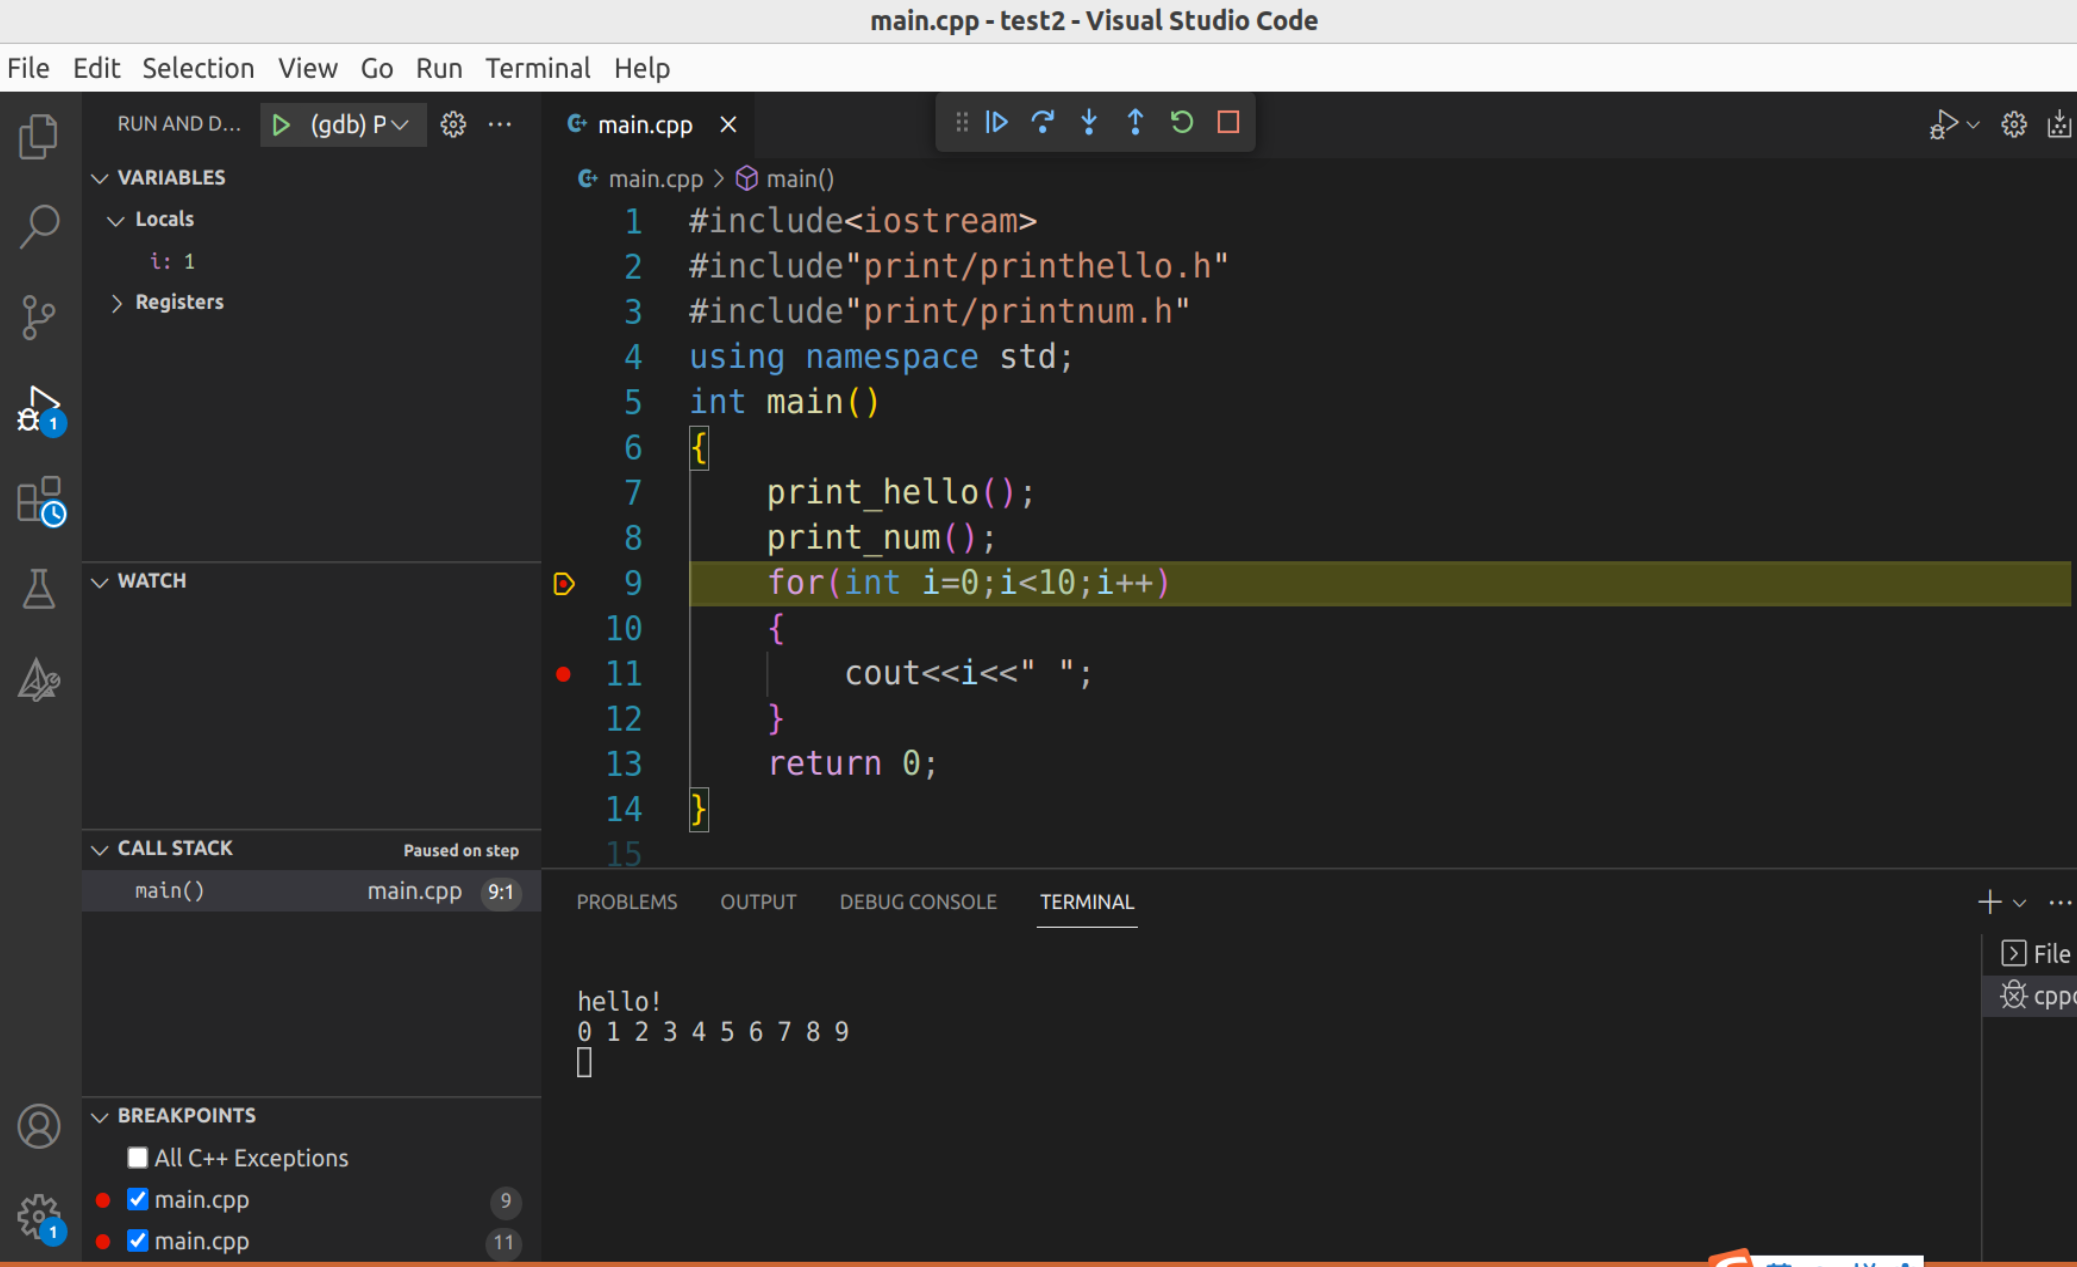 main.cpp - test2 - Visual Studio Code
File Edit Selection View Go Run Terminal Help
RUN AND D... (gdb) P
VARIABLES
Locals
i: 1
Registers
WATCH
CALL STACK Paused on step
main() main.cpp 9:1
BREAKPOINTS
All C++ Exceptions
main.cpp 9
main.cpp 11
1
1
main.cpp
main.cpp > main()
1 #include<iostream>
2 #include"print/printhello.h"
3 #include"print/printnum.h"
4 using namespace std;
5 int main()
6 {
7 print_hello();
8 print_num();
9 for(int i=0;i<10;i++)
10 {
11 cout<<i<<" ";
12 }
13 return 0;
14 }
15
PROBLEMS OUTPUT DEBUG CONSOLE TERMINAL
hello!
0 1 2 3 4 5 6 7 8 9
File